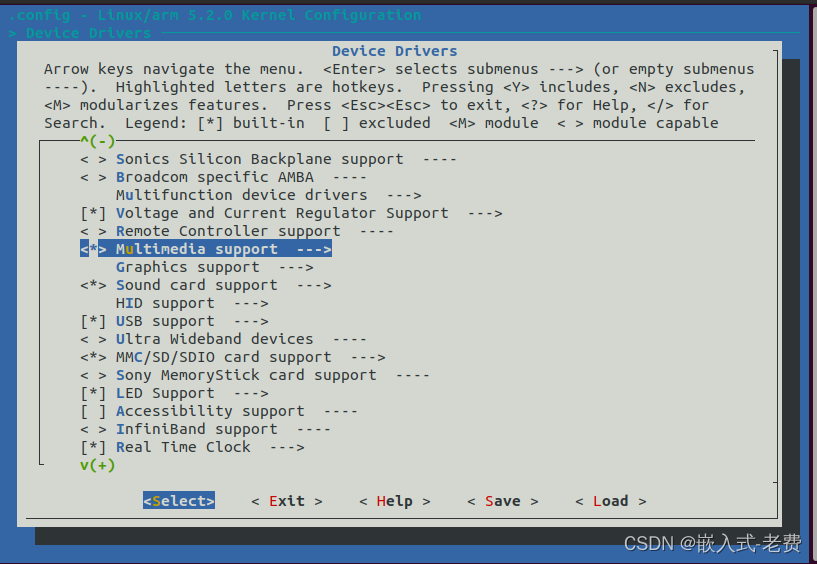 .config - Linux/arm 5.2.0 Kernel Configuration
> Device Drivers
Device Drivers
Arrow keys navigate the menu.  <Enter> selects submenus ---> (or empty submenus
----).  Highlighted letters are hotkeys.  Pressing <Y> includes, <N> excludes,
<M> modularizes features.  Press <Esc><Esc> to exit, <?> for Help, </> for
Search.  Legend: [*] built-in  [ ] excluded  <M> module  < > module capable
^(-)
< > Sonics Silicon Backplane support  ----
< > Broadcom specific AMBA  ----
Multifunction device drivers  --->
[*] Voltage and Current Regulator Support  --->
< > Remote Controller support  ----
<*> Multimedia support  --->
Graphics support  --->
<*> Sound card support  --->
HID support  --->
[*] USB support  --->
< > Ultra Wideband devices  ----
<*> MMC/SD/SDIO card support  --->
< > Sony MemoryStick card support  ----
[*] LED Support  --->
[ ] Accessibility support  ----
< > InfiniBand support  ----
[*] Real Time Clock  --->
v(+)
<Select>    < Exit >    < Help >    < Save >    < Load >
CSDN @嵌入式-老费